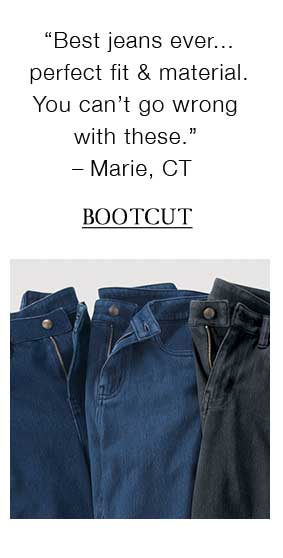 “Best jeans ever...
perfect fit & material.
You can’t go wrong
with these.”
– Marie, CT
BOOTCUT